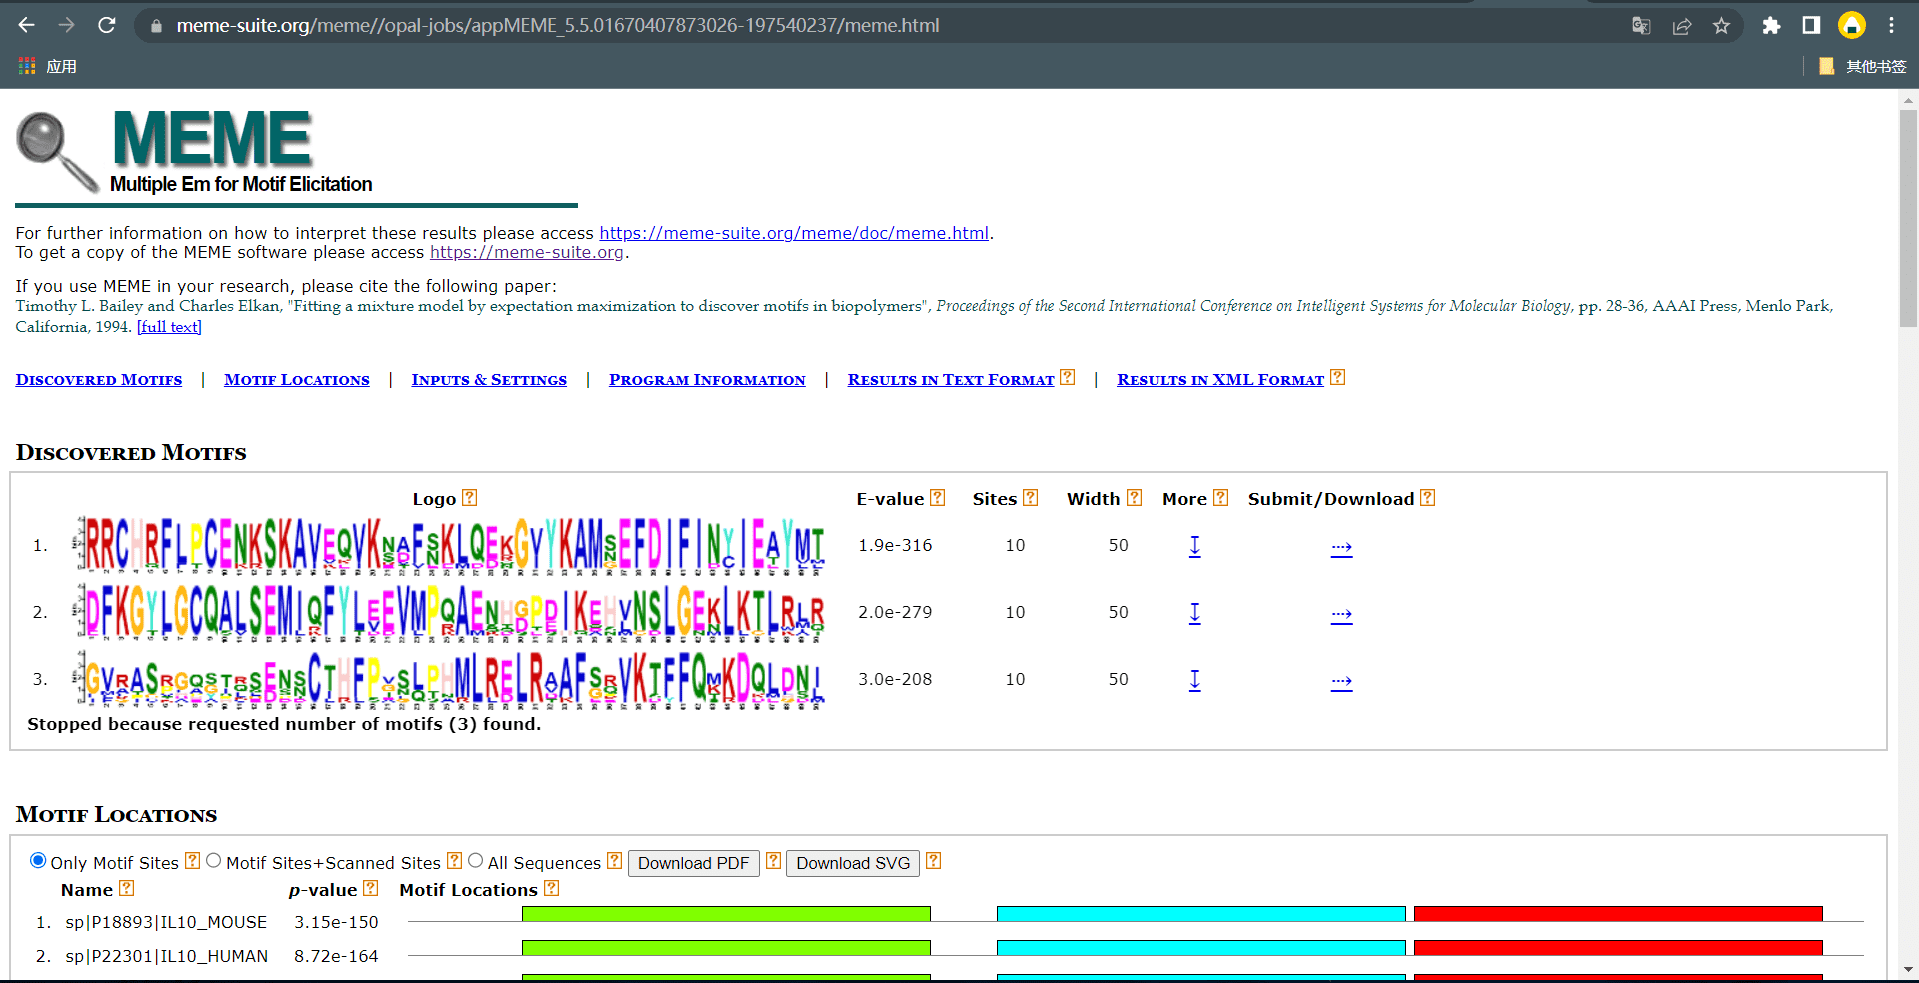 meme-suite.org/meme//opal-jobs/appMEME_5.5.01670407873026-197540237/meme.html
应用
其他书签
MEME
Multiple Em for Motif Elicitation
For further information on how to interpret these results please access https://meme-suite.org/meme/doc/meme.html.
To get a copy of the MEME software please access https://meme-suite.org.
If you use MEME in your research, please cite the following paper:
Timothy L. Bailey and Charles Elkan, "Fitting a mixture model by expectation maximization to discover motifs in biopolymers", Proceedings of the Second International Conference on Intelligent Systems for Molecular Biology, pp. 28-36, AAAI Press, Menlo Park,
California, 1994. [full text]
Discovered Motifs | Motif Locations | Inputs & Settings | Program Information | Results in Text Format ? | Results in XML Format ?
Discovered Motifs
Logo ? E-value ? Sites ? Width ? More ? Submit/Download ?
1. 1.9e-316 10 50 ↧ ⇢
2. 2.0e-279 10 50 ↧ ⇢
3. 3.0e-208 10 50 ↧ ⇢
Stopped because requested number of motifs (3) found.
Motif Locations
Only Motif Sites ? Motif Sites+Scanned Sites ? All Sequences ? Download PDF ? Download SVG ?
Name ? p-value ? Motif Locations ?
1. sp|P18893|IL10_MOUSE 3.15e-150
2. sp|P22301|IL10_HUMAN 8.72e-164